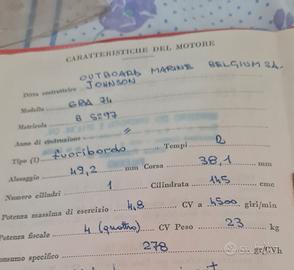 CARATTERISTICHE DEL MOTORE
OUTBOARD MARINE BELGIUM SA.
Ditta costruttrice JOHNSON
Modello GBA 74
Matricola B 5297
Anno di costruzione "
Tipo (1) fuoribordo Tempi 2
Alesaggio 49,2 mm Corsa 38,1 mm
Numero cilindri 1 Cilindrata 145 cmc
Potenza massima di esercizio 4,8 CV a 4500 giri/min
Potenza fiscale 4 (quattro) CV Peso 23 kg
consumo specifico 278 gr/CVh